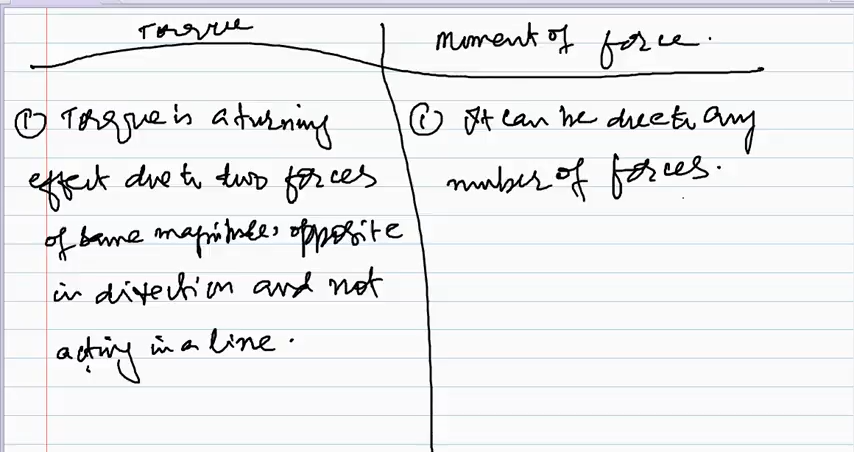 Torque
Moment of force.
① Torque is a turning
effect due to two forces
of same magnitude, opposite
in direction and not
acting in a line.
① It can be due to any
number of forces.